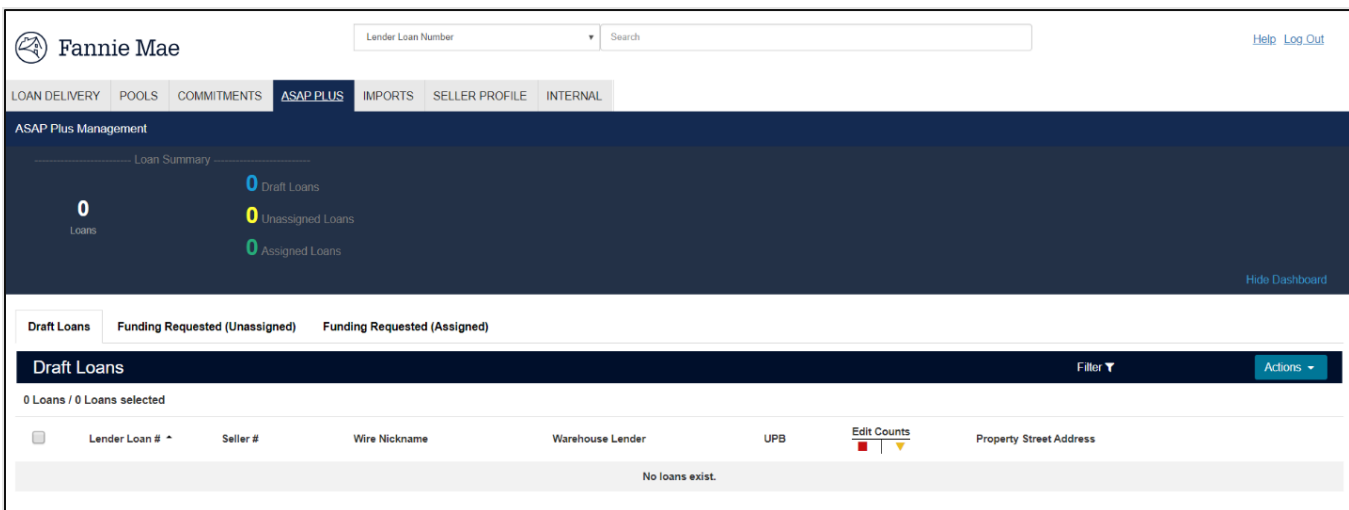 Fannie Mae
Lender Loan Number Search
Help Log Out
LOAN DELIVERY POOLS COMMITMENTS ASAP PLUS IMPORTS SELLER PROFILE INTERNAL
ASAP Plus Management
-------------------------- Loan Summary --------------------------
0 Draft Loans
0
Loans
0 Unassigned Loans
0 Assigned Loans
Hide Dashboard
Draft Loans Funding Requested (Unassigned) Funding Requested (Assigned)
Draft Loans Filter Actions
0 Loans / 0 Loans selected
Lender Loan # Seller # Wire Nickname Warehouse Lender UPB Edit Counts Property Street Address
No loans exist.